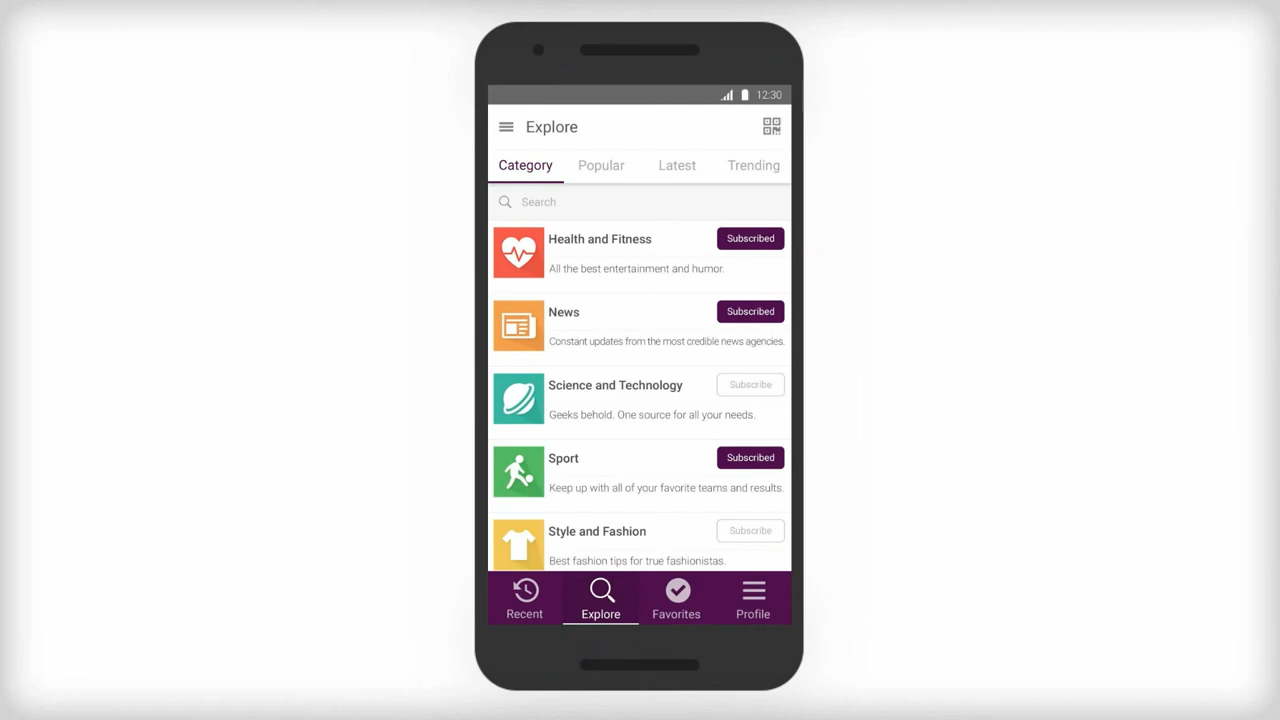 12:30
Explore
Category Popular Latest Trending
Search
Health and Fitness Subscribed
All the best entertainment and humor.
News Subscribed
Constant updates from the most credible news agencies.
Science and Technology Subscribe
Geeks behold. One source for all your needs.
Sport Subscribed
Keep up with all of your favorite teams and results.
Style and Fashion Subscribe
Best fashion tips for true fashionistas.
Recent Explore Favorites Profile